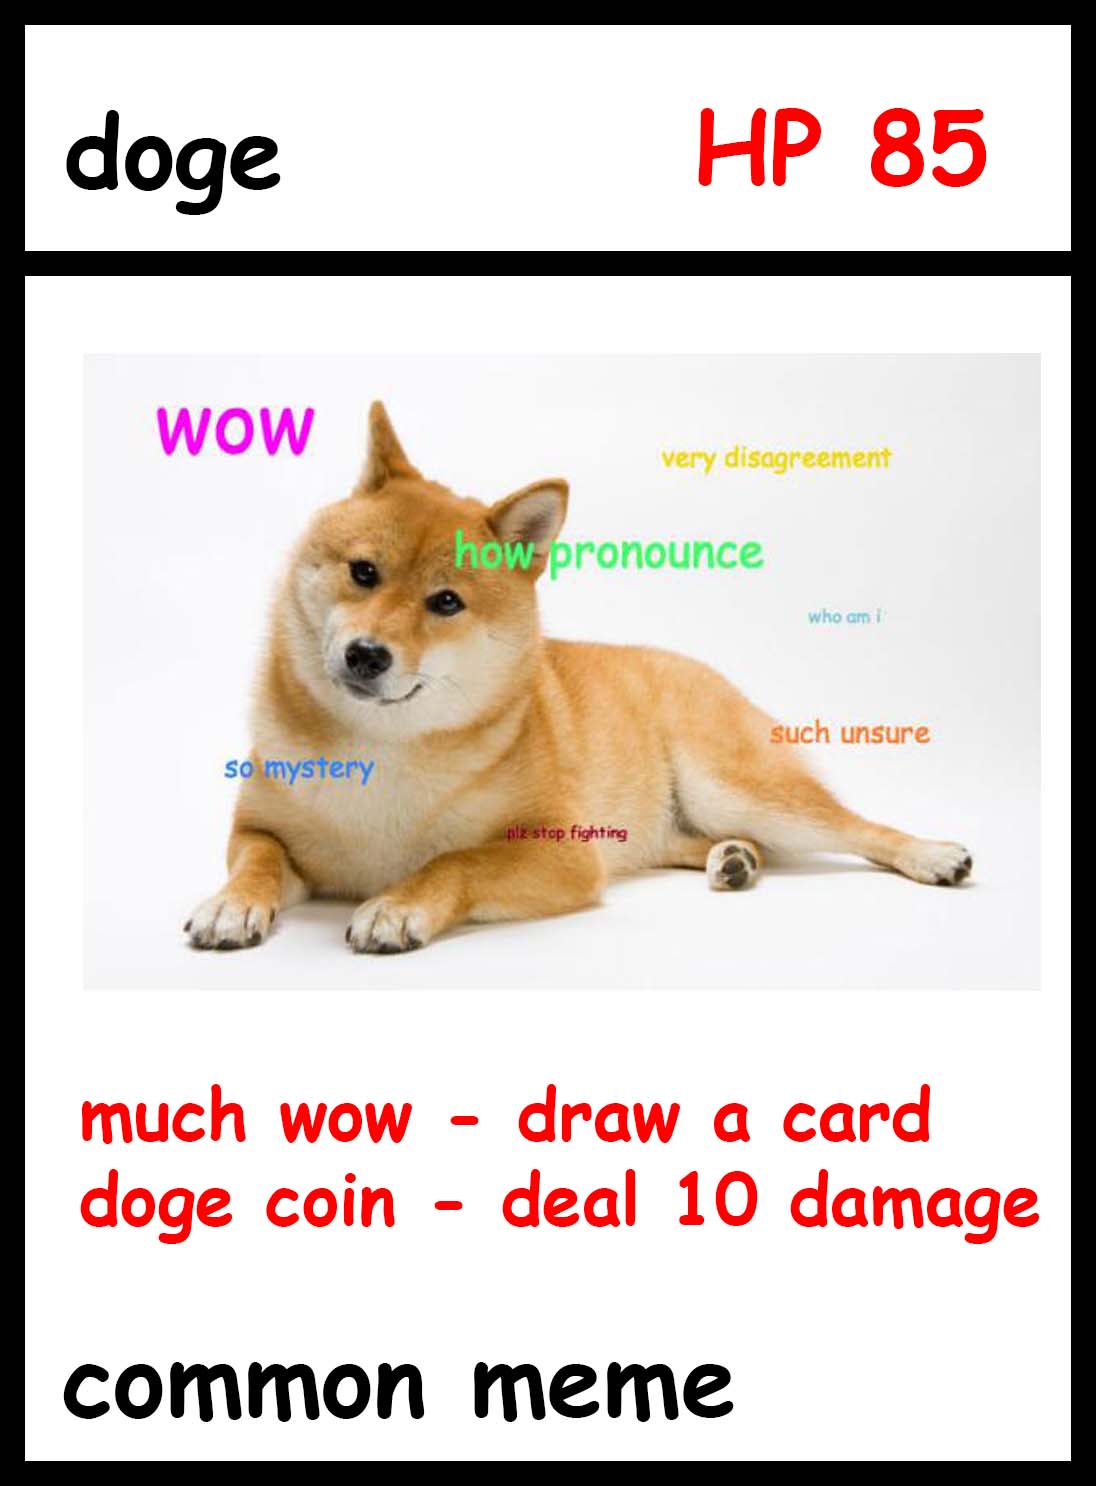 doge
HP 85
wow
very disagreement
how pronounce
who am i
such unsure
so mystery
plz stop fighting
much wow - draw a card
doge coin - deal 10 damage
common meme